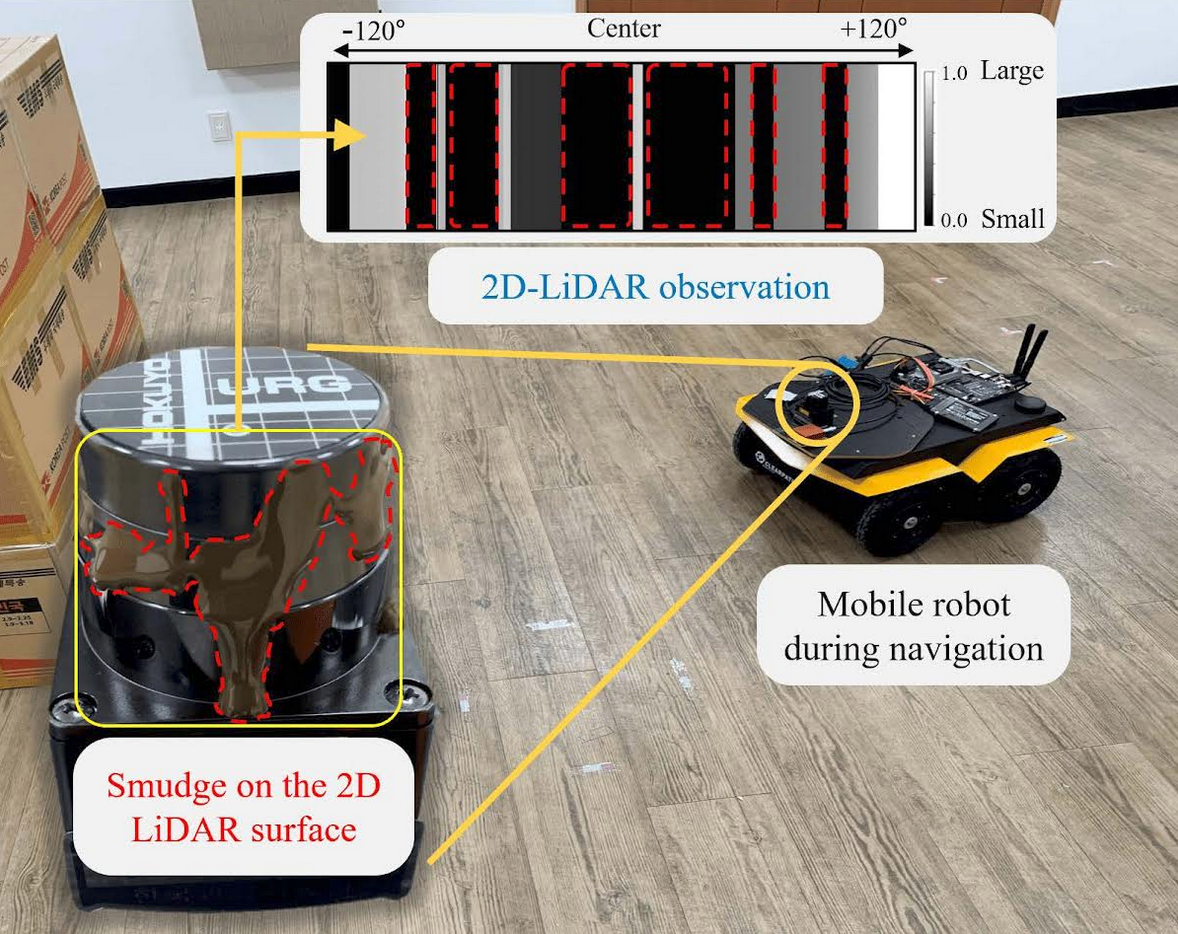 -120°
Center
+120°
1.0 Large
0.0 Small
2D-LiDAR observation
HOKUYO
URG
CLEARPATH
Mobile robot
during navigation
Smudge on the 2D
LiDAR surface